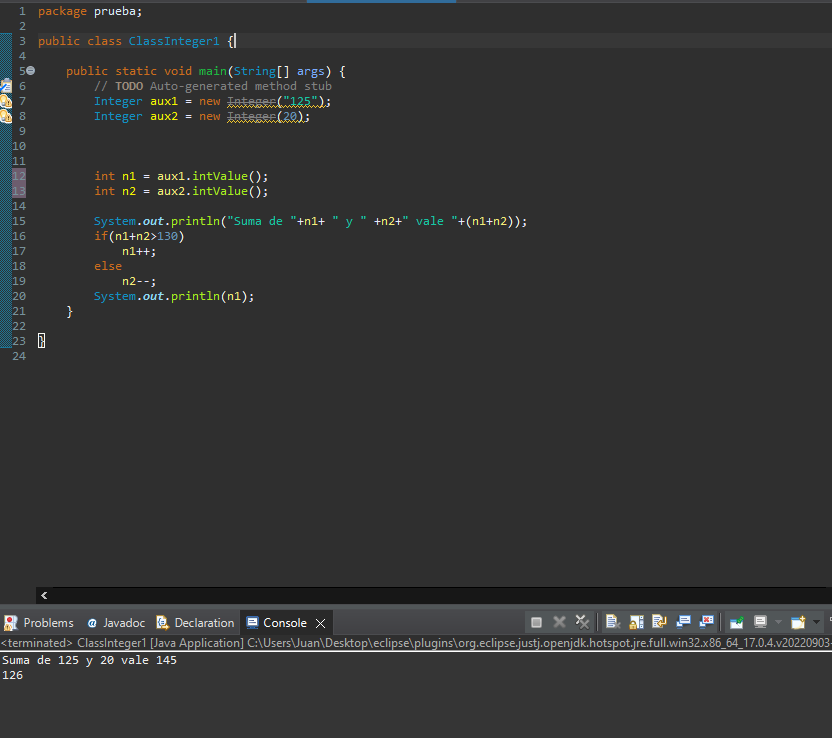 1 package prueba;
2
3 public class ClassInteger1 {
4
5 public static void main(String[] args) {
6 // TODO Auto-generated method stub
7 Integer aux1 = new Integer("125");
8 Integer aux2 = new Integer(20);
9
10
11
12 int n1 = aux1.intValue();
13 int n2 = aux2.intValue();
14
15 System.out.println("Suma de "+n1+ " y " +n2+" vale "+(n1+n2));
16 if(n1+n2>130)
17 n1++;
18 else
19 n2--;
20 System.out.println(n1);
21 }
22
23 }
24
Problems @ Javadoc Declaration Console
<terminated> ClassInteger1 [Java Application] C:\Users\Juan\Desktop\eclipse\plugins\org.eclipse.justj.openjdk.hotspot.jre.full.win32.x86_64_17.0.4.v20220903-
Suma de 125 y 20 vale 145
126